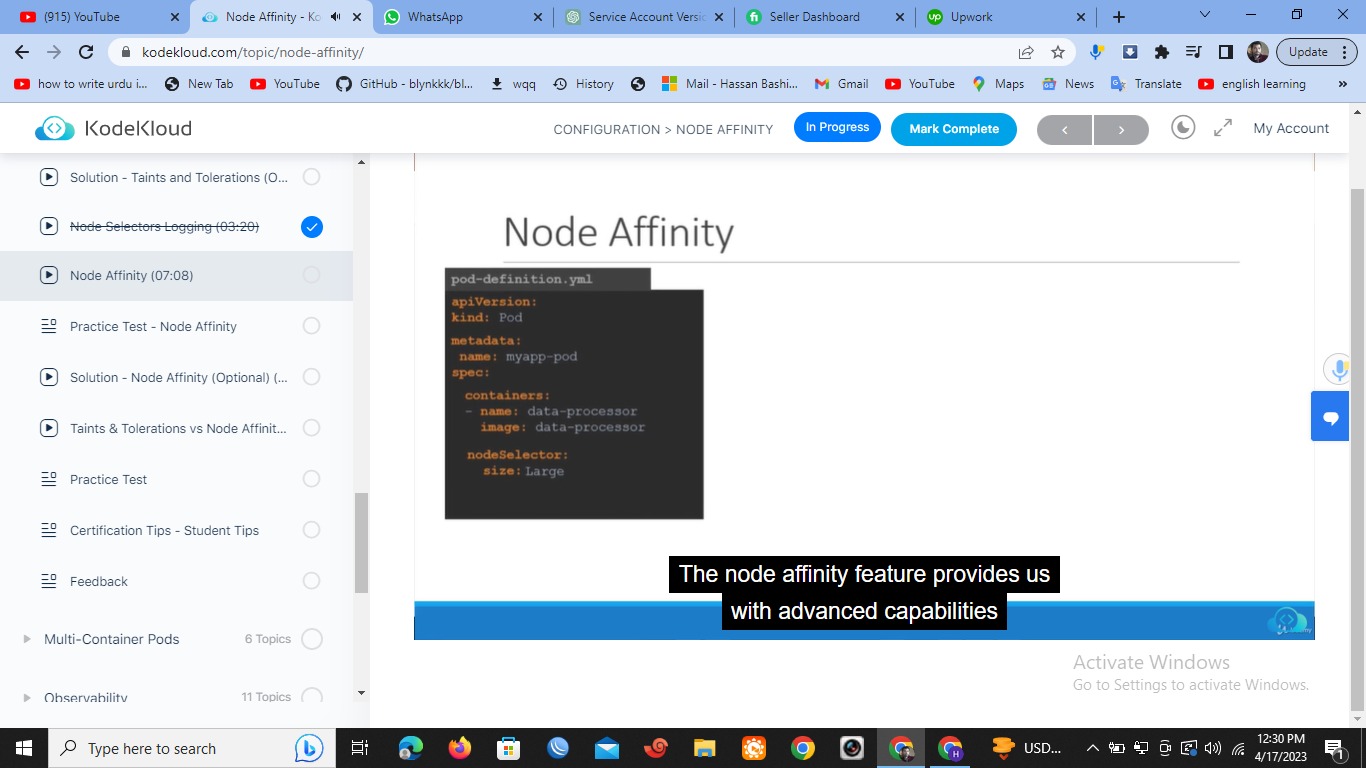 (915) YouTube
Node Affinity - Ko
WhatsApp
Service Account Versic
Seller Dashboard
Upwork
kodekloud.com/topic/node-affinity/
Update
how to write urdu i...
New Tab
YouTube
GitHub - blynkkk/bl...
wqq
History
Mail - Hassan Bashi...
Gmail
YouTube
Maps
News
Translate
english learning
»
KodeKloud
CONFIGURATION > NODE AFFINITY
In Progress
Mark Complete
My Account
Solution - Taints and Tolerations (O...
Node Selectors Logging (03:20)
Node Affinity (07:08)
Practice Test - Node Affinity
Solution - Node Affinity (Optional) (...
Taints & Tolerations vs Node Affinit...
Practice Test
Certification Tips - Student Tips
Feedback
Multi-Container Pods
6 Topics
Observability
11 Topics
Node Affinity
pod-definition.yml
apiVersion:
kind: Pod
metadata:
name: myapp-pod
spec:
containers:
- name: data-processor
image: data-processor
nodeSelector:
size: Large
The node affinity feature provides us
with advanced capabilities
Activate Windows
Go to Settings to activate Windows.
Type here to search
USD...
12:30 PM
4/17/2023
1